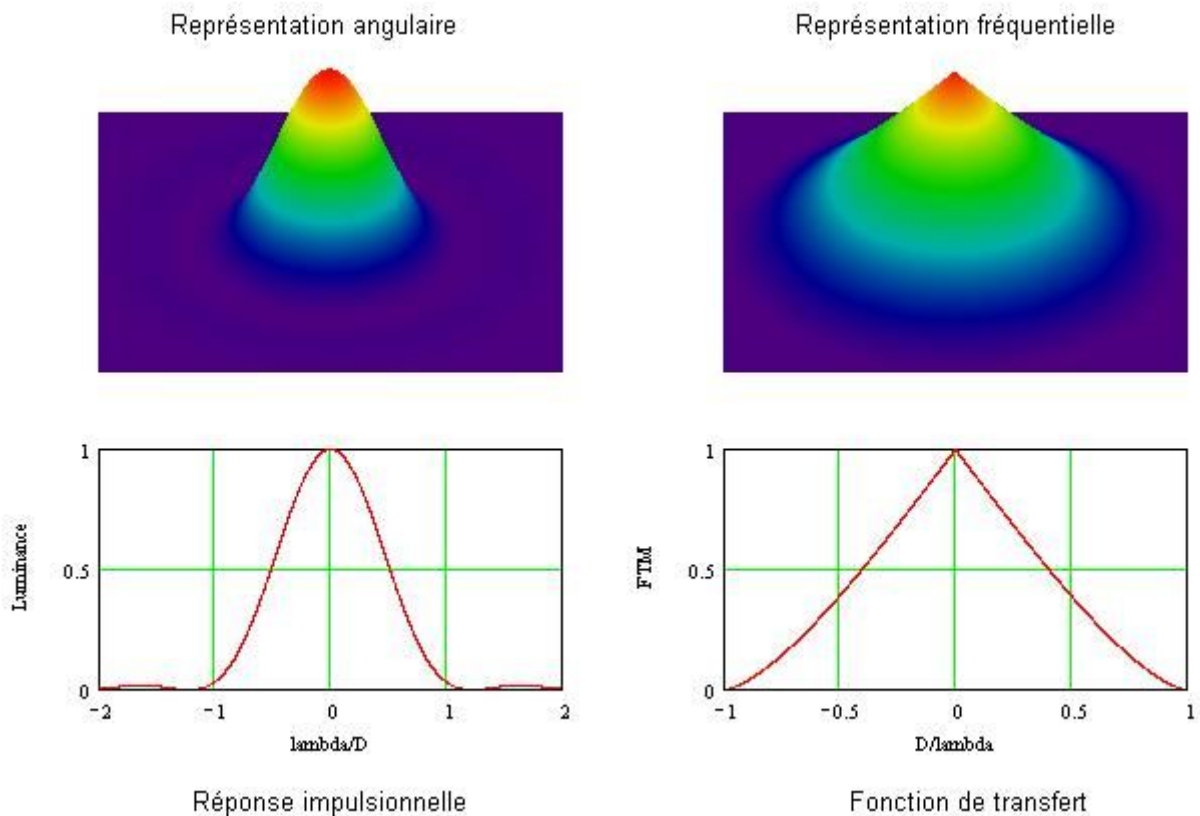 Représentation angulaire
Représentation fréquentielle
1
0.5
0
Luminance
−2
−1
0
1
2
lambda/D
1
0.5
0
FTM
−1
−0.5
0
0.5
1
D/lambda
Réponse impulsionnelle
Fonction de transfert